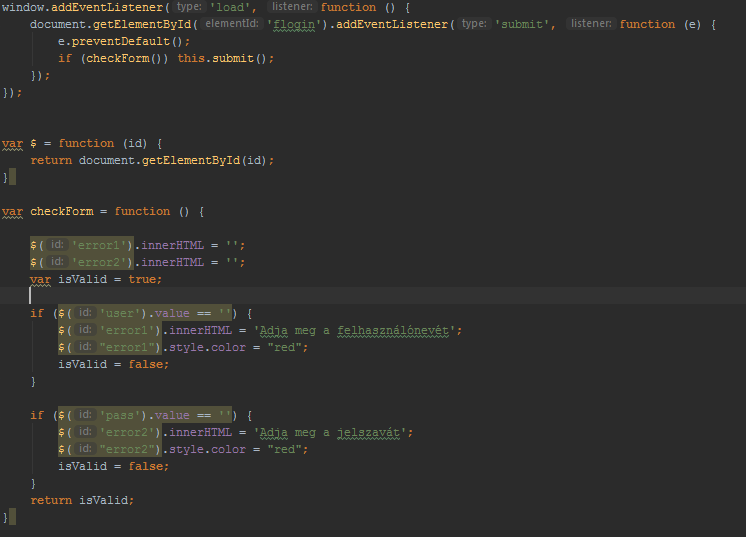 window.addEventListener( type: 'load', listener: function () {
    document.getElementById( elementId: 'flogin').addEventListener( type: 'submit', listener: function (e) {
        e.preventDefault();
        if (checkForm()) this.submit();
    });
});
var $ = function (id) {
    return document.getElementById(id);
}
var checkForm = function () {
    $( id: 'error1').innerHTML = '';
    $( id: 'error2').innerHTML = '';
    var isValid = true;
    if ($( id: 'user').value == '') {
        $( id: 'error1').innerHTML = 'Adja meg a felhasználónevét';
        $( id: "error1").style.color = "red";
        isValid = false;
    }
    if ($( id: 'pass').value == '') {
        $( id: 'error2').innerHTML = 'Adja meg a jelszavát';
        $( id: "error2").style.color = "red";
        isValid = false;
    }
    return isValid;
}